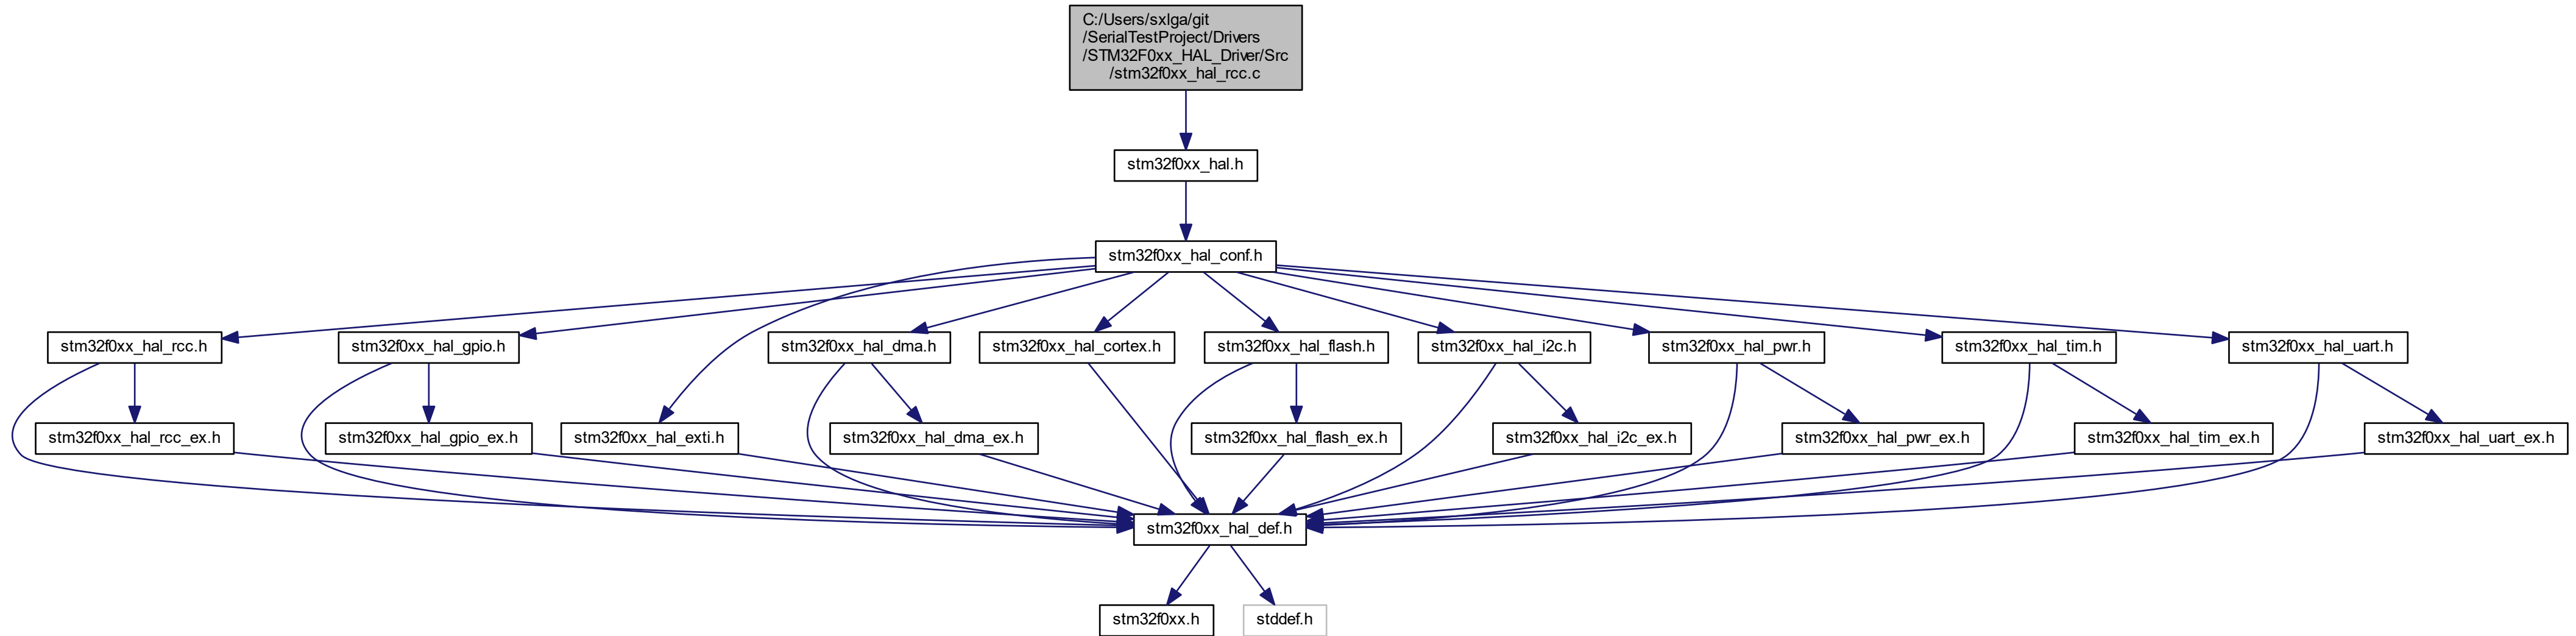 C:/Users/sxlga/git
/SerialTestProject/Drivers
/STM32F0xx_HAL_Driver/Src
/stm32f0xx_hal_rcc.c
stm32f0xx_hal.h
stm32f0xx_hal_conf.h
stm32f0xx_hal_rcc.h
stm32f0xx_hal_gpio.h
stm32f0xx_hal_dma.h
stm32f0xx_hal_cortex.h
stm32f0xx_hal_flash.h
stm32f0xx_hal_i2c.h
stm32f0xx_hal_pwr.h
stm32f0xx_hal_tim.h
stm32f0xx_hal_uart.h
stm32f0xx_hal_rcc_ex.h
stm32f0xx_hal_gpio_ex.h
stm32f0xx_hal_exti.h
stm32f0xx_hal_dma_ex.h
stm32f0xx_hal_flash_ex.h
stm32f0xx_hal_i2c_ex.h
stm32f0xx_hal_pwr_ex.h
stm32f0xx_hal_tim_ex.h
stm32f0xx_hal_uart_ex.h
stm32f0xx_hal_def.h
stm32f0xx.h
stddef.h